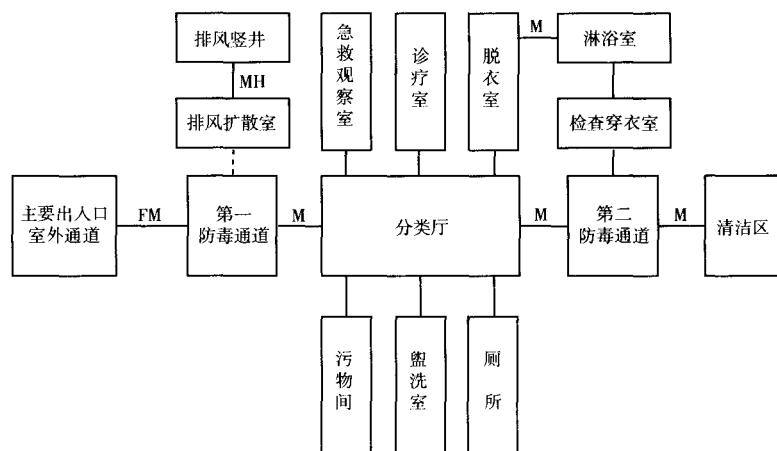 排风竖井
MH
排风扩散室
急救观察室
诊疗室
脱衣室
M
淋浴室
检查穿衣室
主要出入口
室外通道
FM
第一
防毒通道
M
分类厅
M
第二
防毒通道
M
清洁区
污物间
盥洗室
厕所